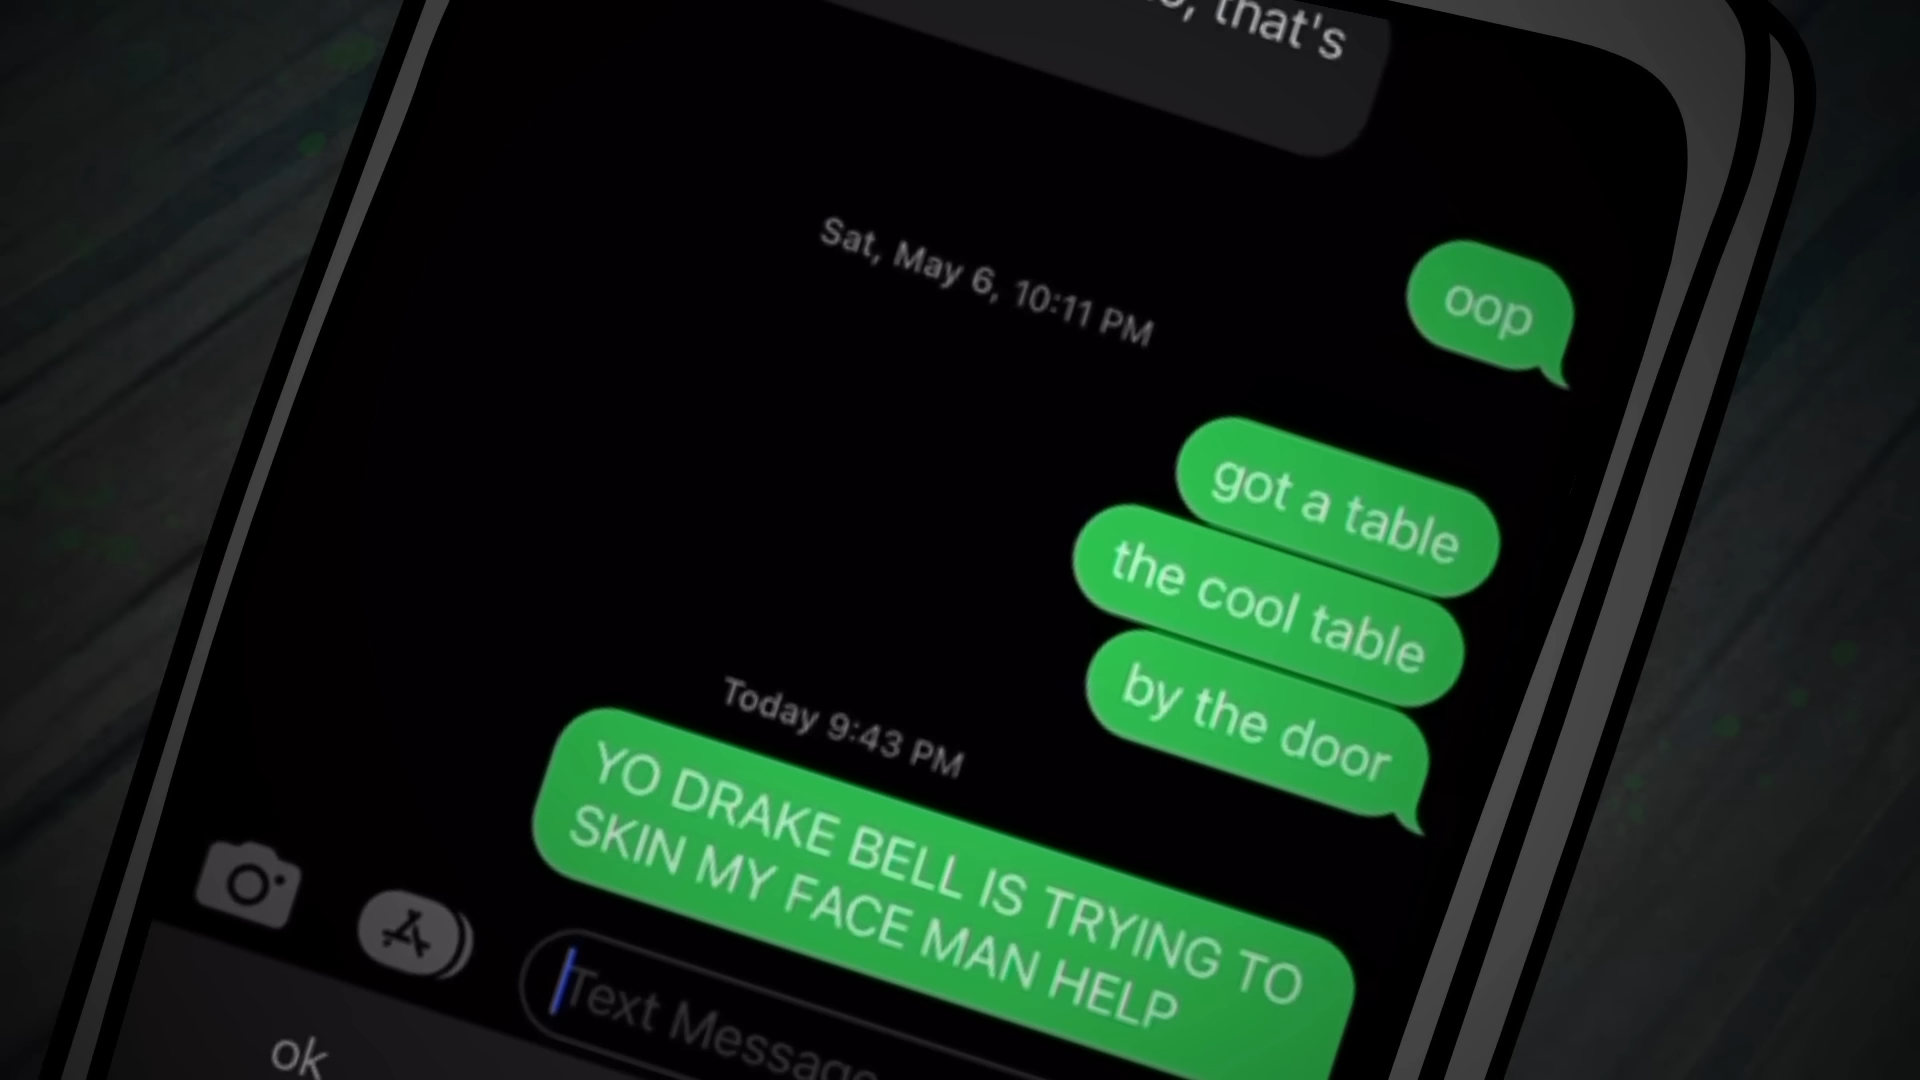 that's
oop
Sat, May 6, 10:11 PM
got a table
the cool table
by the door
Today 9:43 PM
YO DRAKE BELL IS TRYING TO
SKIN MY FACE MAN HELP
Text Message
ok